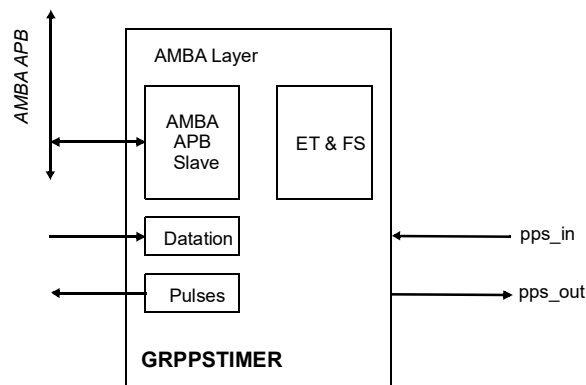 AMBA APB
AMBA Layer
AMBA
APB
Slave
ET & FS
Datation
pps_in
Pulses
pps_out
GRPPSTIMER